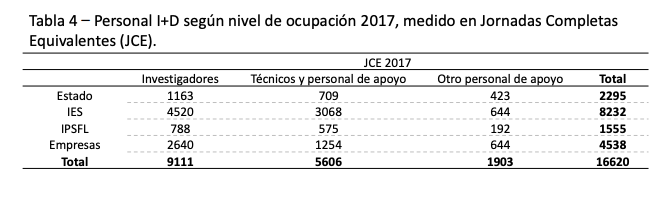 Tabla 4 – Personal I+D según nivel de ocupación 2017, medido en Jornadas Completas
Equivalentes (JCE).
JCE 2017
Investigadores Técnicos y personal de apoyo Otro personal de apoyo Total
Estado 1163 709 423 2295
IES 4520 3068 644 8232
IPSFL 788 575 192 1555
Empresas 2640 1254 644 4538
Total 9111 5606 1903 16620